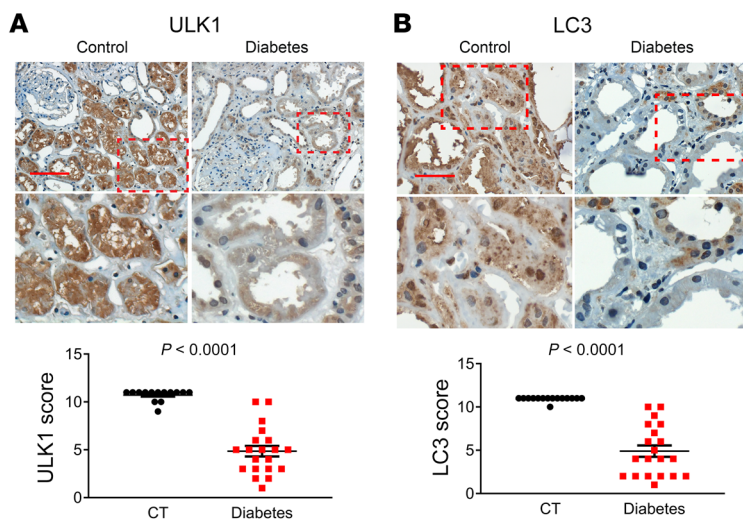 A
ULK1
Control
Diabetes
P < 0.0001
15
10
5
0
ULK1 score
CT
Diabetes
B
LC3
Control
Diabetes
P < 0.0001
15
10
5
0
LC3 score
CT
Diabetes